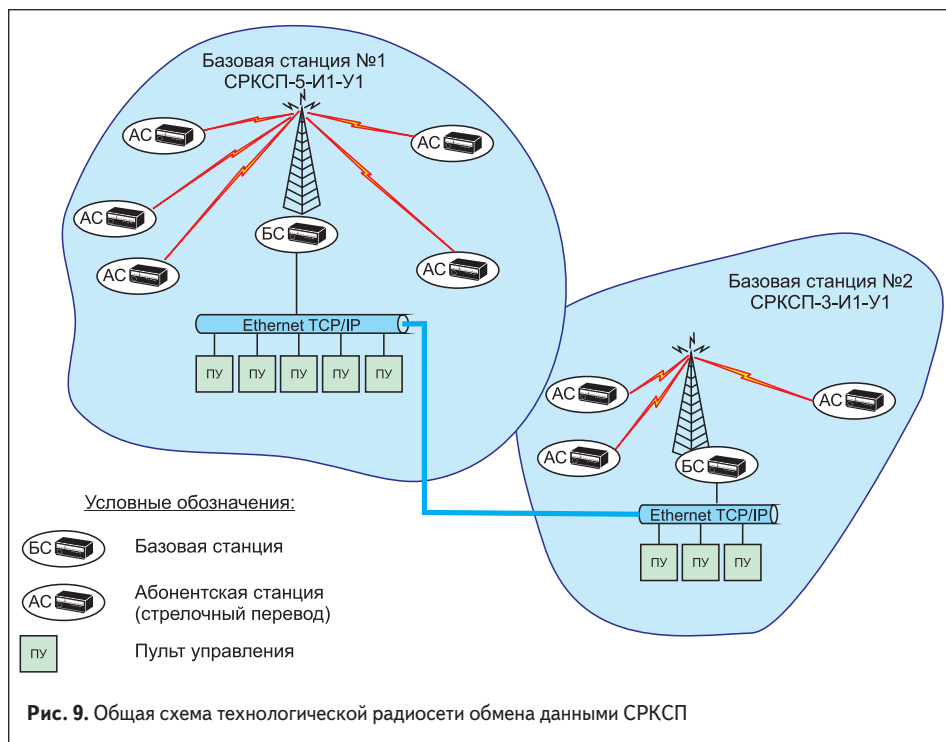 Базовая станция №1
СРКСП-5-И1-У1
АС
АС
АС
АС
АС
БС
Ethernet TCP/IP
ПУ ПУ ПУ ПУ ПУ
Базовая станция №2
СРКСП-3-И1-У1
АС
АС
АС
БС
Ethernet TCP/IP
ПУ ПУ ПУ
Условные обозначения:
БС Базовая станция
АС Абонентская станция
(стрелочный перевод)
ПУ Пульт управления
Рис. 9. Общая схема технологической радиосети обмена данными СРКСП